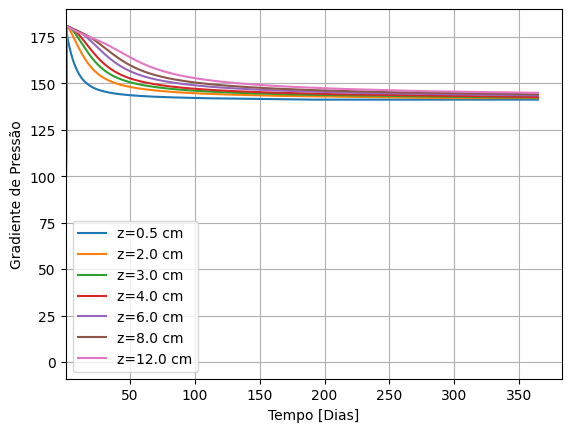 Gradiente de Pressão
175
150
125
100
75
50
25
0
z=0.5 cm
z=2.0 cm
z=3.0 cm
z=4.0 cm
z=6.0 cm
z=8.0 cm
z=12.0 cm
50 100 150 200 250 300 350
Tempo [Dias]